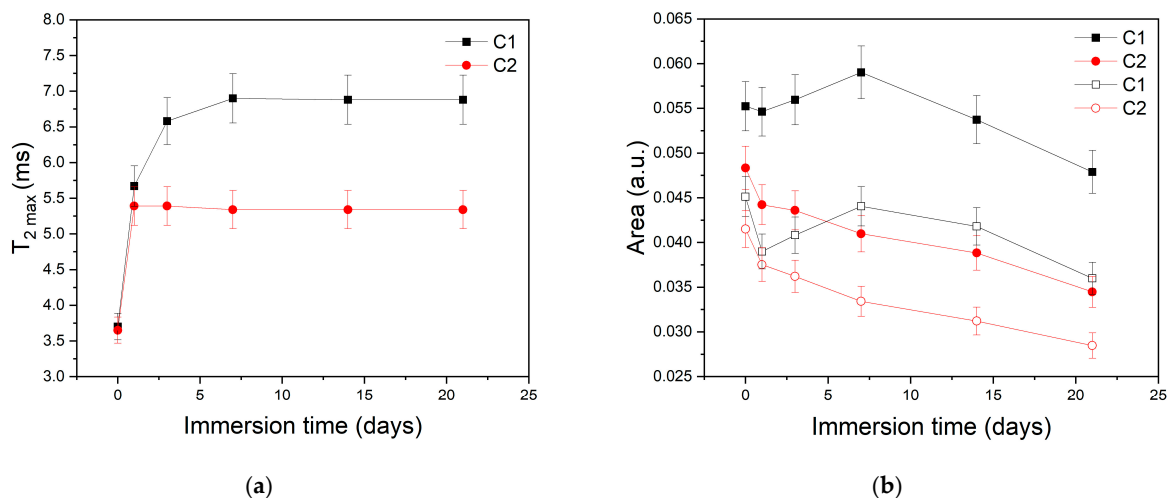 8.0
7.5
7.0
6.5
6.0
5.5
5.0
4.5
4.0
3.5
3.0
T2 max (ms)
0 5 10 15 20 25
Immersion time (days)
C1
C2
(a)
0.065
0.060
0.055
0.050
0.045
0.040
0.035
0.030
0.025
Area (a.u.)
0 5 10 15 20 25
Immersion time (days)
C1
C2
C1
C2
(b)